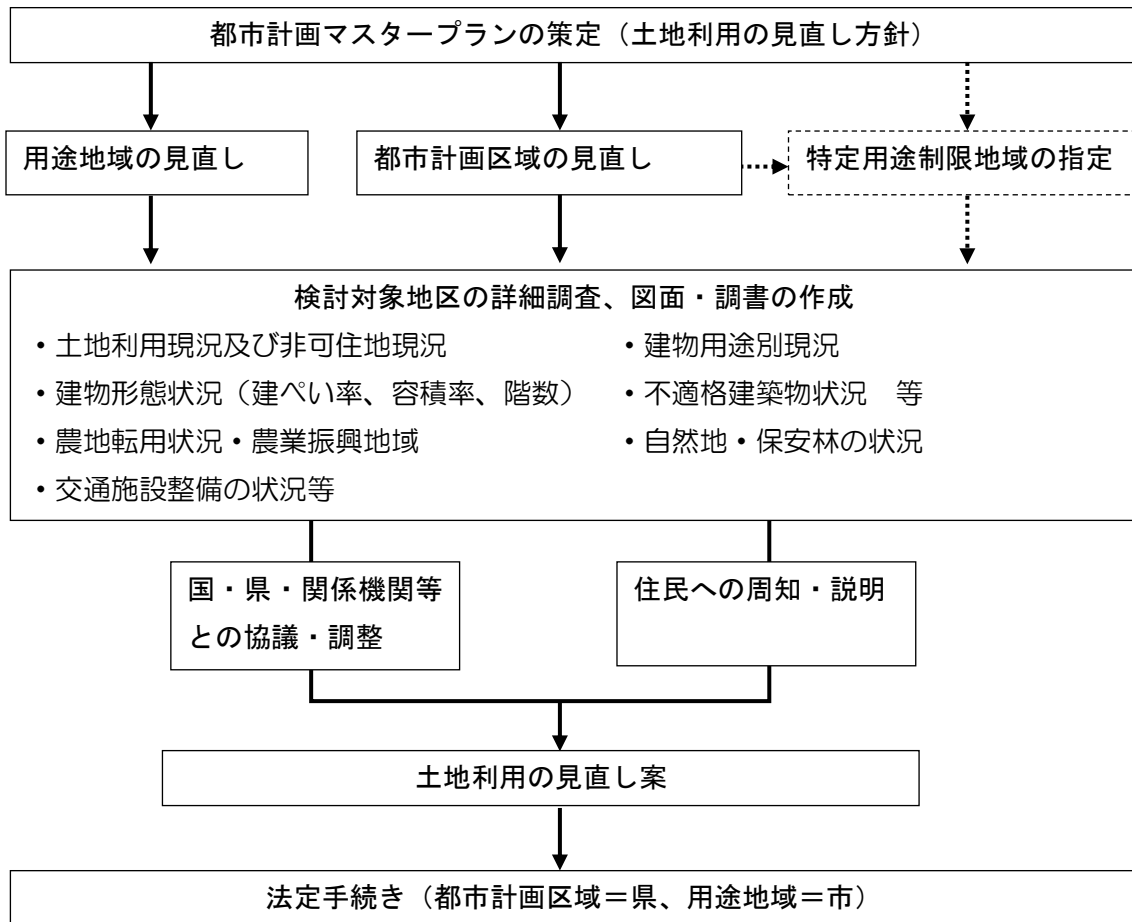 都市計画マスタープランの策定（土地利用の見直し方針）
用途地域の見直し
都市計画区域の見直し
特定用途制限地域の指定
検討対象地区の詳細調査、図面・調書の作成
・土地利用現況及び非可住地現況
・建物用途別現況
・建物形態状況（建ぺい率、容積率、階数）
・不適格建築物状況　等
・農地転用状況・農業振興地域
・自然地・保安林の状況
・交通施設整備の状況等
国・県・関係機関等
との協議・調整
住民への周知・説明
土地利用の見直し案
法定手続き（都市計画区域＝県、用途地域＝市）